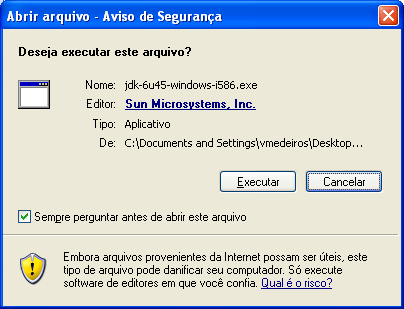 Abrir arquivo - Aviso de Segurança
Deseja executar este arquivo?
Nome: jdk-6u45-windows-i586.exe
Editor: Sun Microsystems, Inc.
Tipo: Aplicativo
De: C:\Documents and Settings\vmedeiros\Desktop...
Executar Cancelar
Sempre perguntar antes de abrir este arquivo
Embora arquivos provenientes da Internet possam ser úteis, este
tipo de arquivo pode danificar seu computador. Só execute
software de editores em que você confia. Qual é o risco?